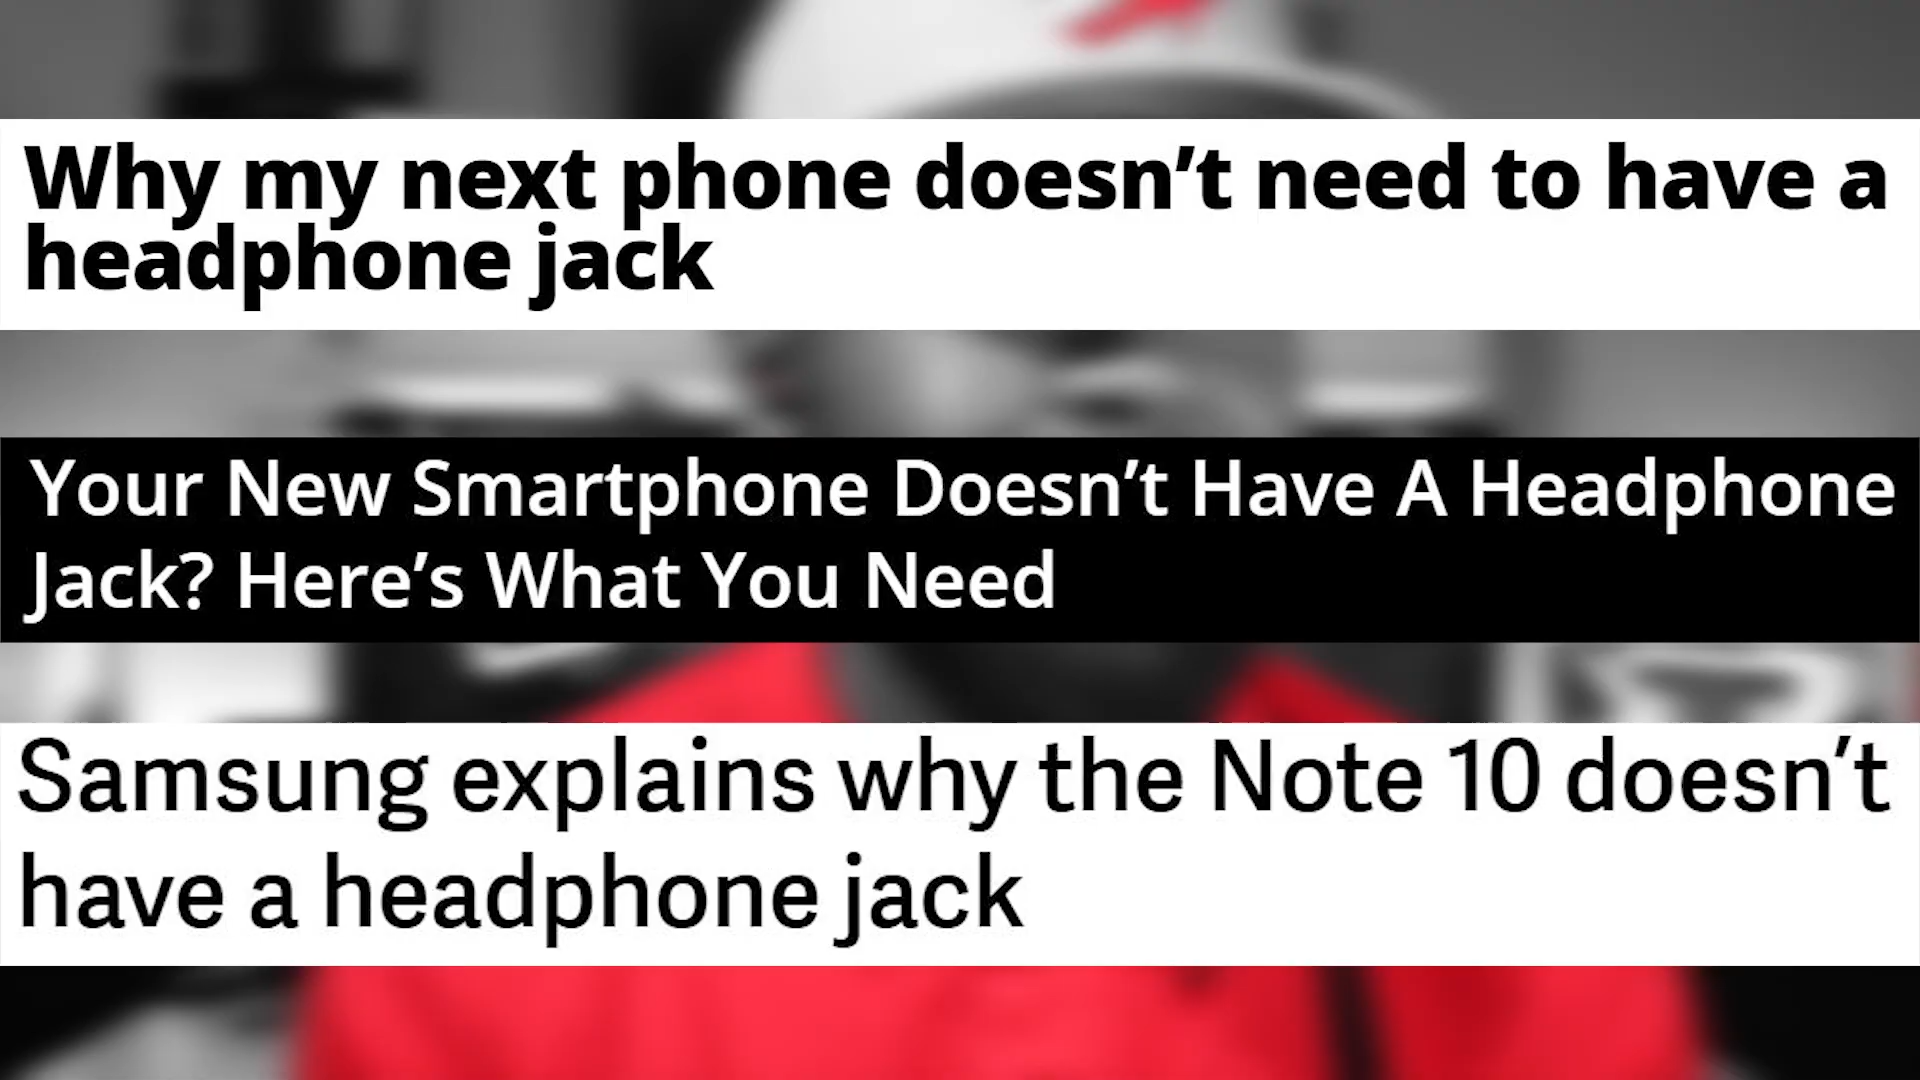 Why my next phone doesn’t need to have a
headphone jack
Your New Smartphone Doesn’t Have A Headphone
Jack? Here’s What You Need
Samsung explains why the Note 10 doesn’t
have a headphone jack